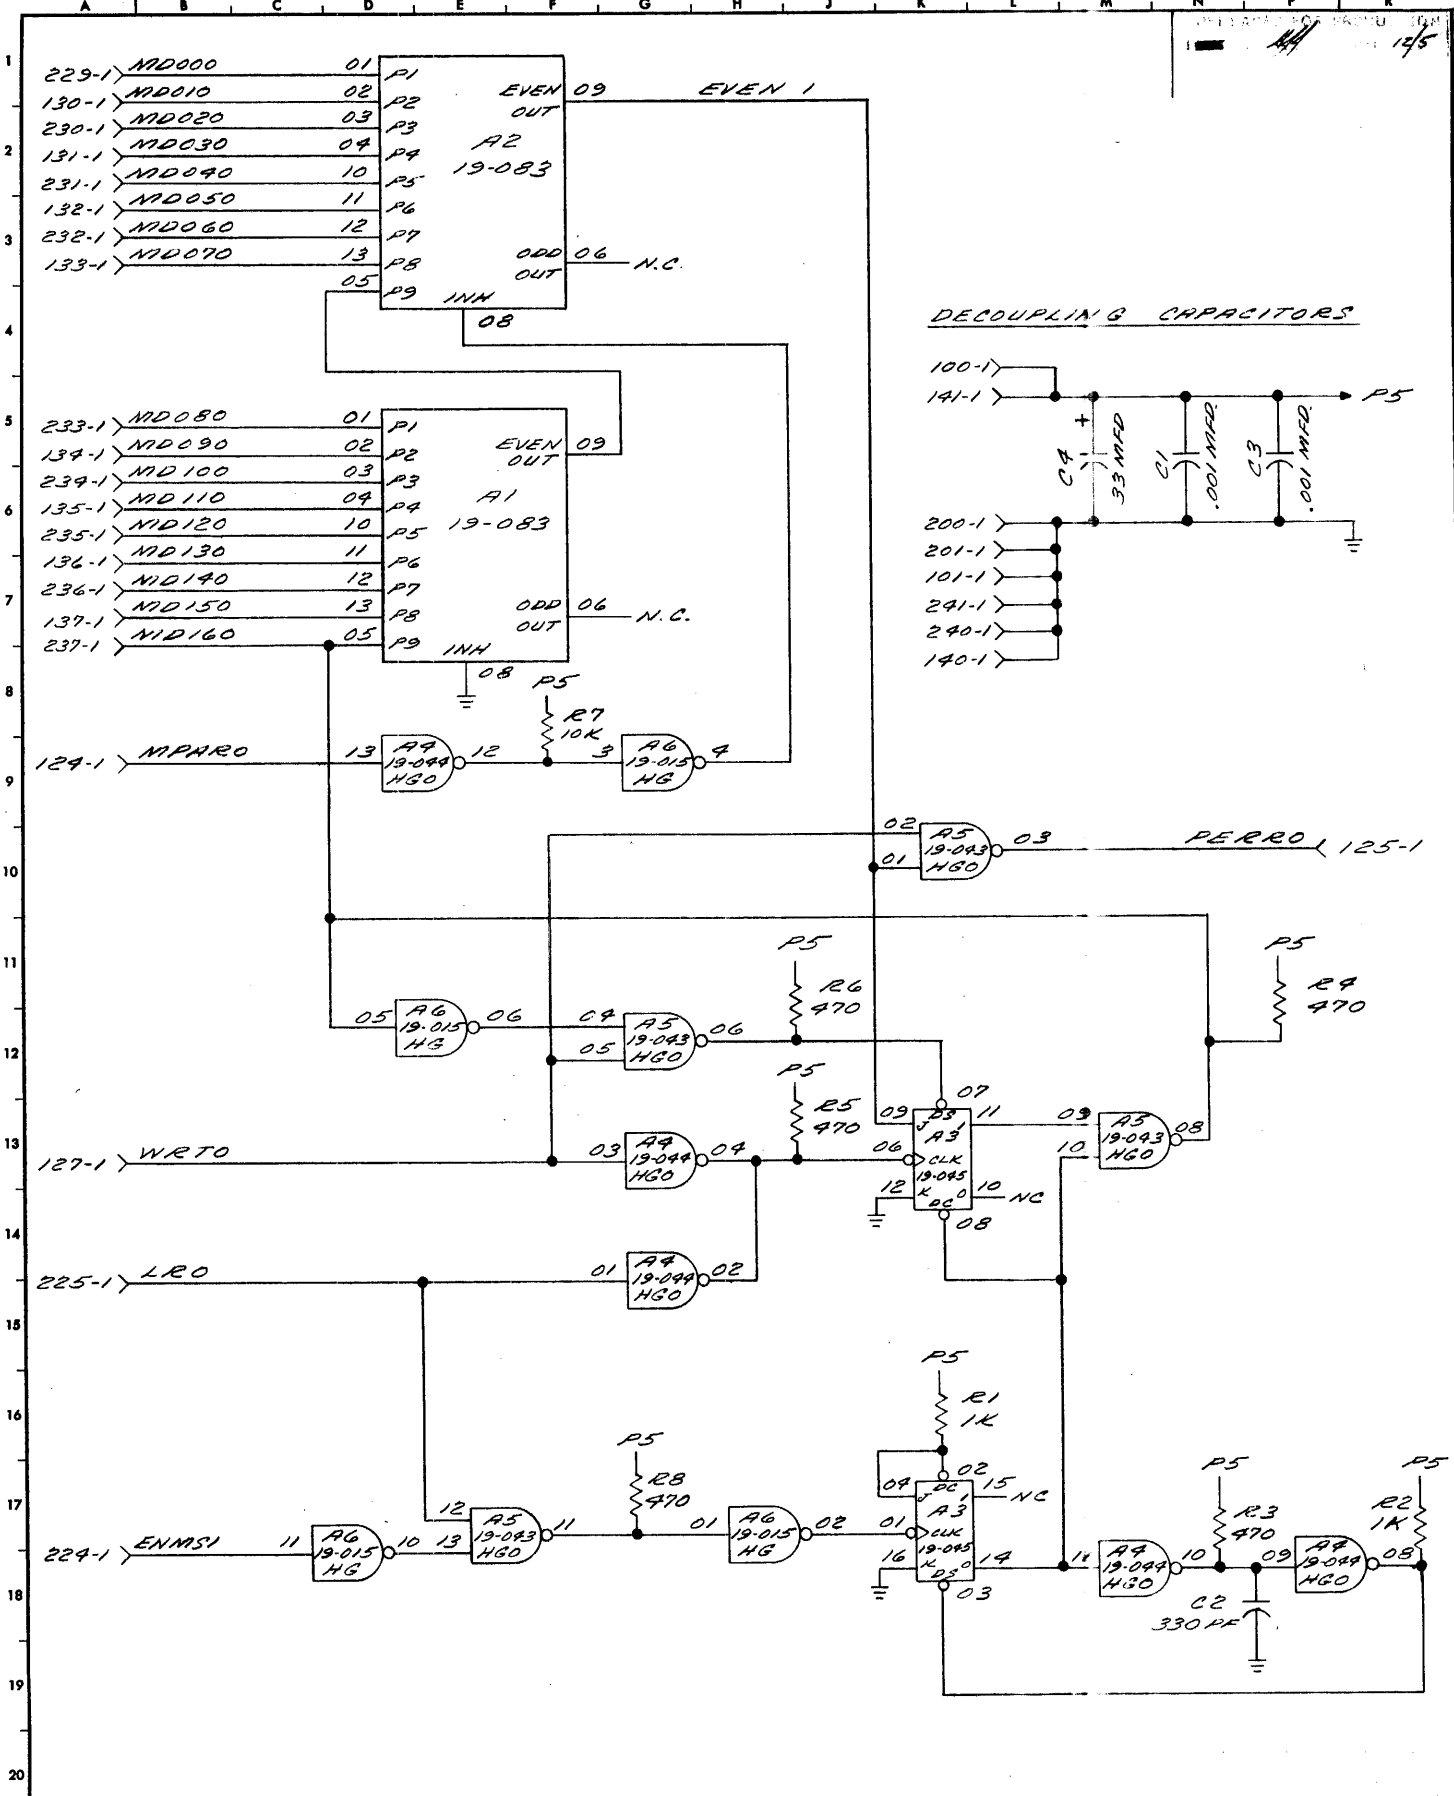 A B C D E F G H J K L M N P R
12/5
1
229-1 MD000 01 P1
130-1 MD010 02 P2 EVEN OUT 09 EVEN 1
230-1 MD020 03 P3
2
131-1 MD030 04 P4 A2
231-1 MD040 10 P5 19-083
132-1 MD050 11 P6
3
232-1 MD060 12 P7
133-1 MD070 13 P8 ODD OUT 06 N.C.
05 P9 INH
08
4
DECOUPLING CAPACITORS
100-1
141-1 P5
5
233-1 MD080 01 P1
134-1 MD090 02 P2 EVEN OUT 09
234-1 MD100 03 P3
6
135-1 MD110 04 P4 A1
235-1 MD120 10 P5 19-083
136-1 MD130 11 P6
7
236-1 MD140 12 P7
137-1 MD150 13 P8 ODD OUT 06 N.C.
237-1 MD160 05 P9 INH
08
+
C4 33 MFD
C1 .001 MFD.
C3 .001 MFD.
200-1
201-1
101-1
241-1
240-1
140-1
8
P5
R7
10K
9
124-1 MPARO 13 A4 19-044 HGO 12 3 A6 19-015 HG 4
10
02 01 A5 19-043 HGO 03 PERRO 125-1
11
P5
R6
470
P5
R4
470
12
05 A6 19-015 HG 06 04 05 A5 19-043 HGO 06
P5
R5
470
13
127-1 WRTO 03 A4 19-044 HGO 04
07
09 J DS 1 11
A3
06 CLK
19-045
12 K DC 0 10 NC
08
09 10 A5 19-043 HGO 08
14
225-1 LRO 01 A4 19-044 HGO 02
15
16
P5
R1
1K
17
P5
R8
470
02
04 J DC 1 15 NC
A3
01 CLK
19-045
16 K DS 0 14
03
12 13 A5 19-043 HGO 11
01 A6 19-015 HG 02
224-1 ENMS1 11 A6 19-015 HG 10
P5
R3
470
P5
R2
1K
18
11 A4 19-044 HGO 10 09 A4 19-044 HGO 08
C2
330 PF
19
20